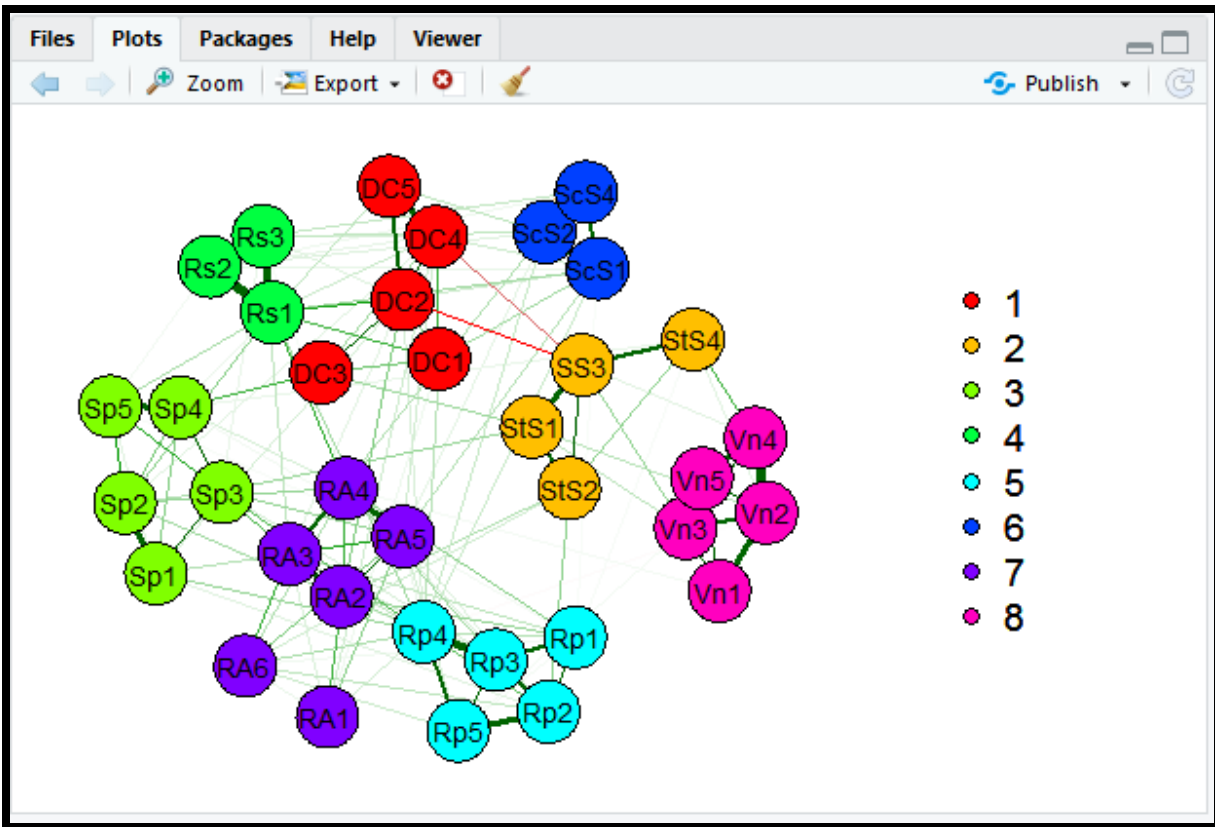 Files Plots Packages Help Viewer
Zoom Export Publish
DC5
ScS4
Rs3
DC4
ScS2
Rs2
ScS1
DC2
Rs1
StS4
DC1
SS3
DC3
Sp5
Sp4
StS1
Vn4
Vn5
RA4
StS2
Sp3
Sp2
Vn2
Vn3
RA5
RA3
Sp1
Vn1
RA2
Rp4
Rp1
Rp3
RA6
Rp2
RA1
Rp5
1
2
3
4
5
6
7
8